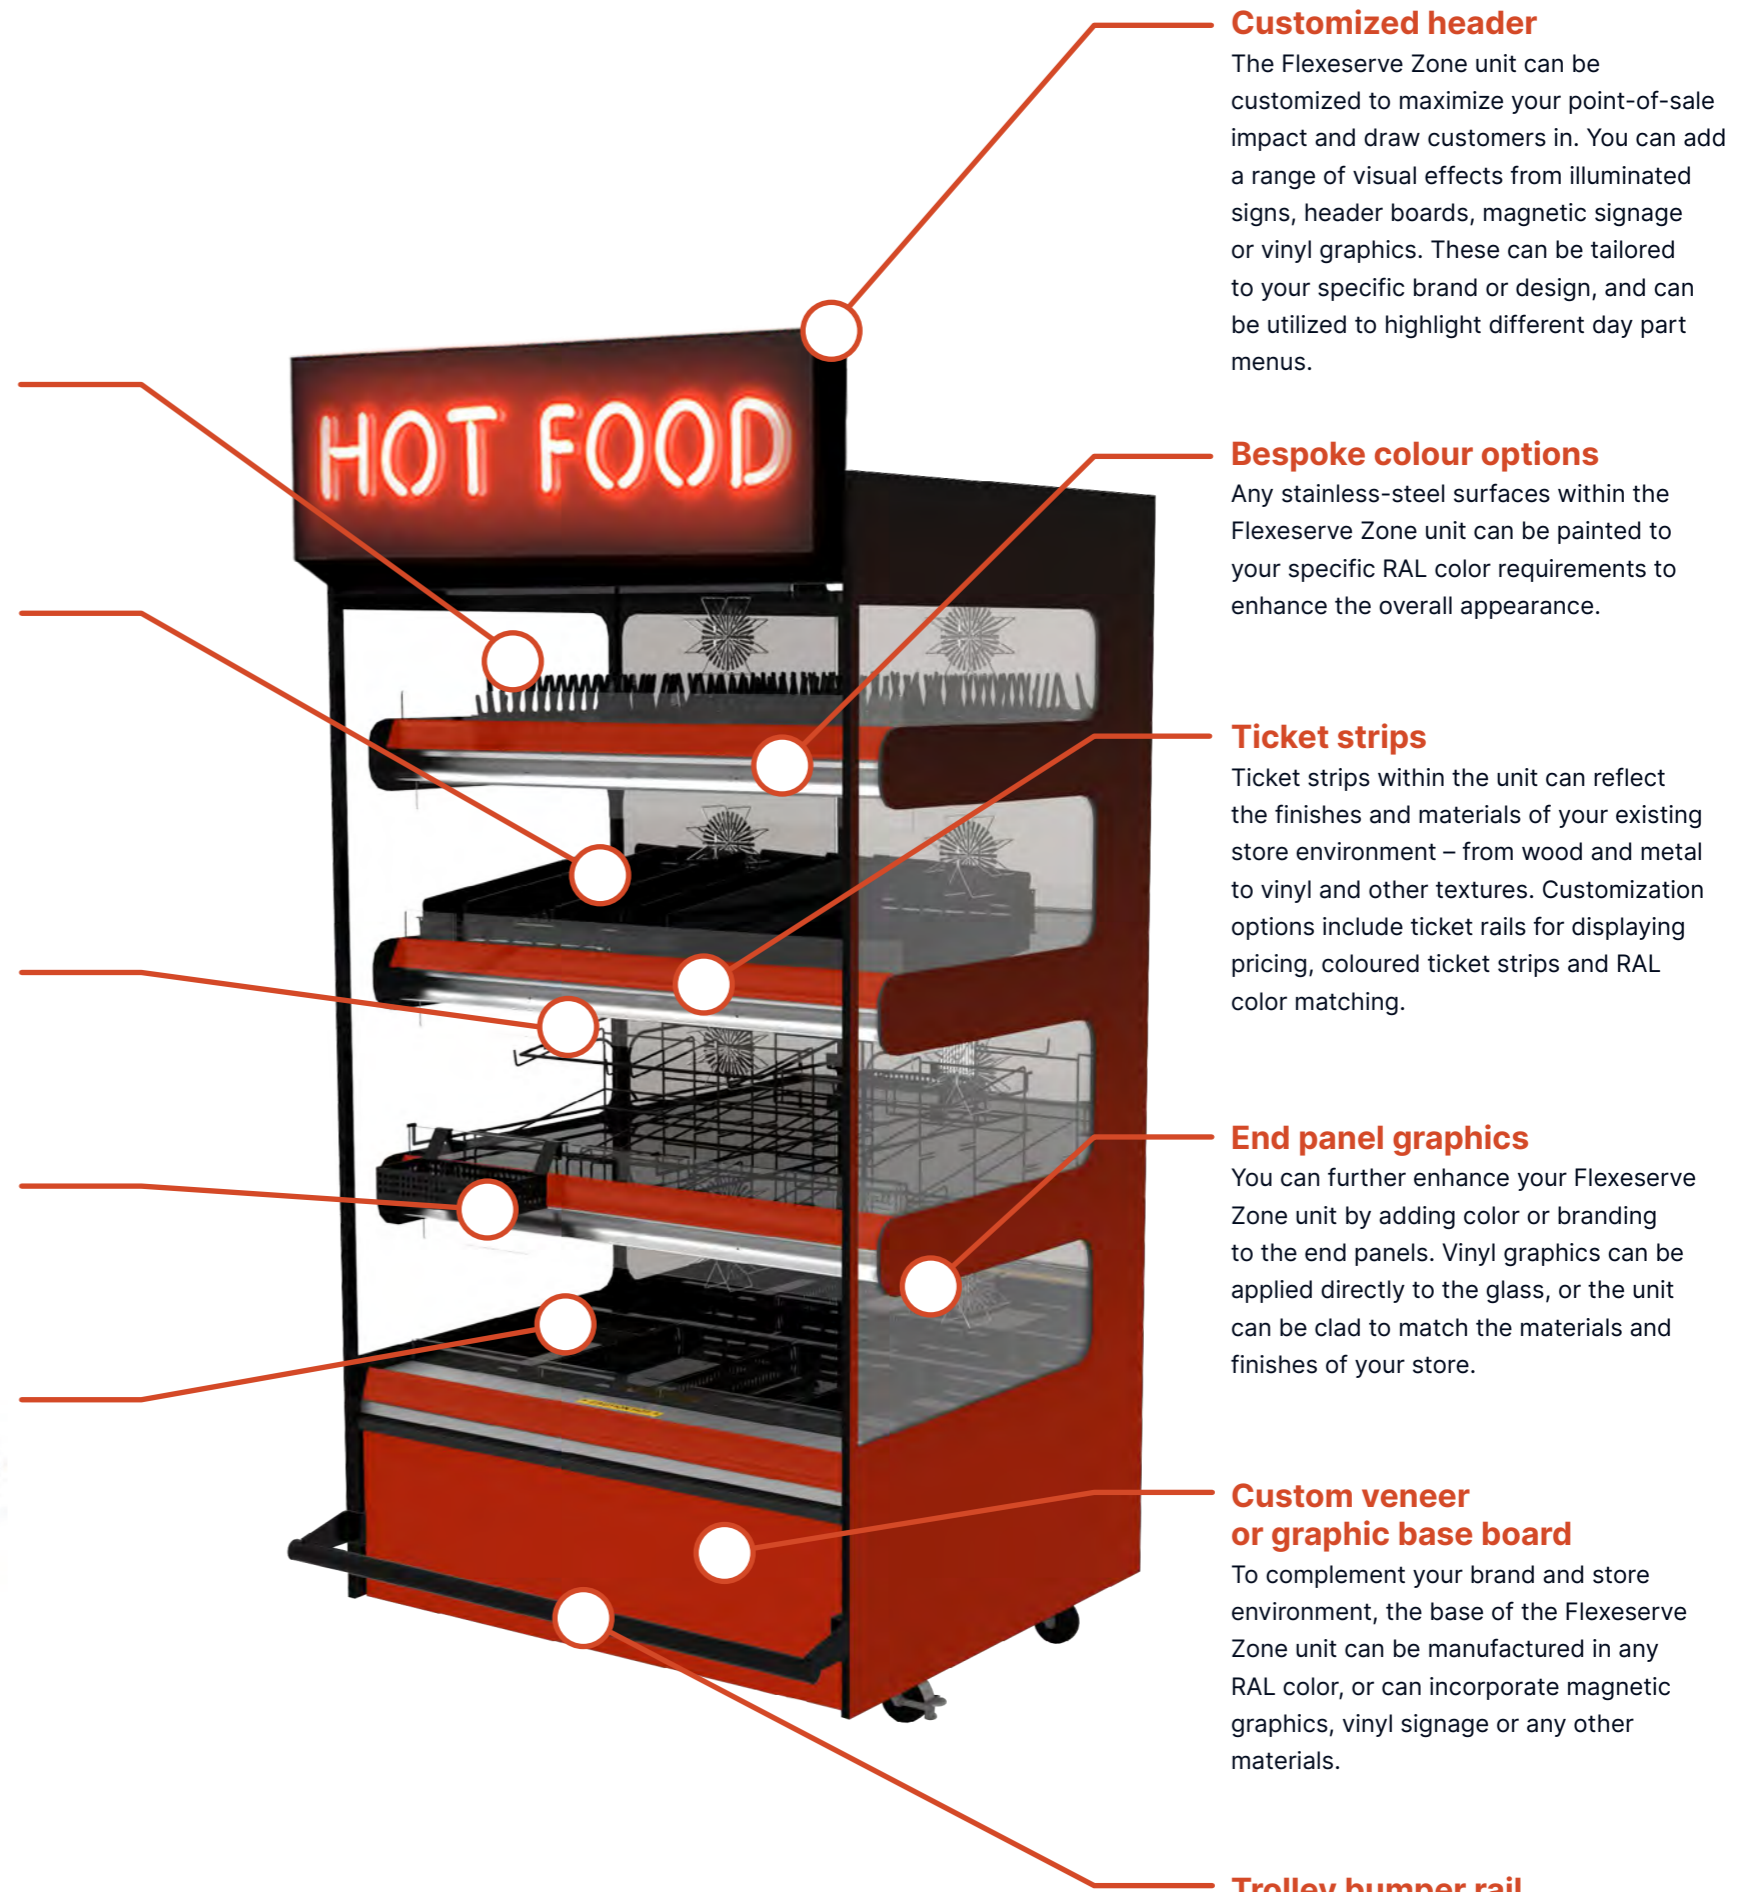 Customized header
The Flexeserve Zone unit can be
customized to maximize your point-of-sale
impact and draw customers in. You can add
a range of visual effects from illuminated
signs, header boards, magnetic signage
or vinyl graphics. These can be tailored
to your specific brand or design, and can
be utilized to highlight different day part
menus.
HOT FOOD
Bespoke colour options
Any stainless-steel surfaces within the
Flexeserve Zone unit can be painted to
your specific RAL color requirements to
enhance the overall appearance.
Ticket strips
Ticket strips within the unit can reflect
the finishes and materials of your existing
store environment – from wood and metal
to vinyl and other textures. Customization
options include ticket rails for displaying
pricing, coloured ticket strips and RAL
color matching.
End panel graphics
You can further enhance your Flexeserve
Zone unit by adding color or branding
to the end panels. Vinyl graphics can be
applied directly to the glass, or the unit
can be clad to match the materials and
finishes of your store.
Custom veneer
or graphic base board
To complement your brand and store
environment, the base of the Flexeserve
Zone unit can be manufactured in any
RAL color, or can incorporate magnetic
graphics, vinyl signage or any other
materials.
Trolley bumper rail